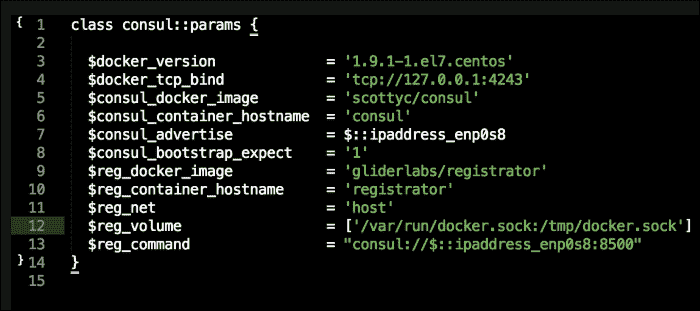 { 1 class consul::params {
2
3 $docker_version = '1.9.1-1.el7.centos'
4 $docker_tcp_bind = 'tcp://127.0.0.1:4243'
5 $consul_docker_image = 'scottyc/consul'
6 $consul_container_hostname = 'consul'
7 $consul_advertise = $::ipaddress_enp0s8
8 $consul_bootstrap_expect = '1'
9 $reg_docker_image = 'gliderlabs/registrator'
10 $reg_container_hostname = 'registrator'
11 $reg_net = 'host'
12 $reg_volume = ['/var/run/docker.sock:/tmp/docker.sock']
13 $reg_command = "consul://$::ipaddress_enp0s8:8500"
} 14 }
15